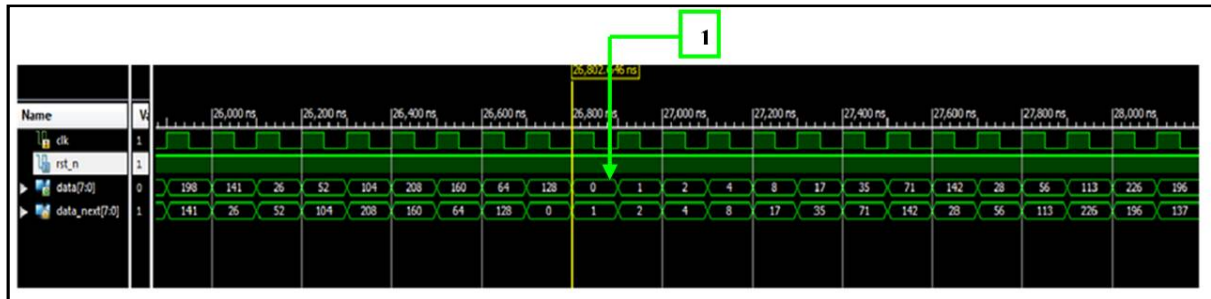 1
26,802.646 ns
Name V 26,000 ns 26,200 ns 26,400 ns 26,600 ns 26,800 ns 27,000 ns 27,200 ns 27,400 ns 27,600 ns 27,800 ns 28,000 ns
clk 1
rst_n 1
data[7:0] 0 198 141 26 52 104 208 160 64 128 0 1 2 4 8 17 35 71 142 28 56 113 226 196
data_next[7:0] 1 141 26 52 104 208 160 64 128 0 1 2 4 8 17 35 71 142 28 56 113 226 196 137